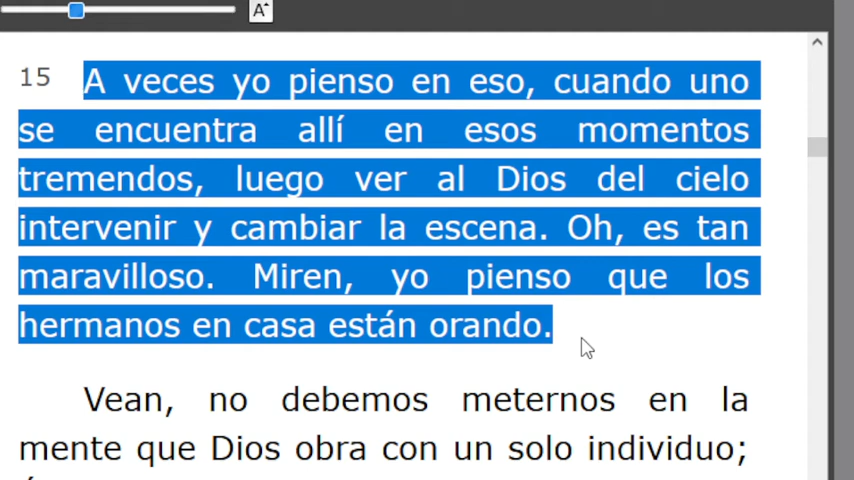 A
15 A veces yo pienso en eso, cuando uno
se encuentra allí en esos momentos
tremendos, luego ver al Dios del cielo
intervenir y cambiar la escena. Oh, es tan
maravilloso. Miren, yo pienso que los
hermanos en casa están orando.
Vean, no debemos meternos en la
mente que Dios obra con un solo individuo;